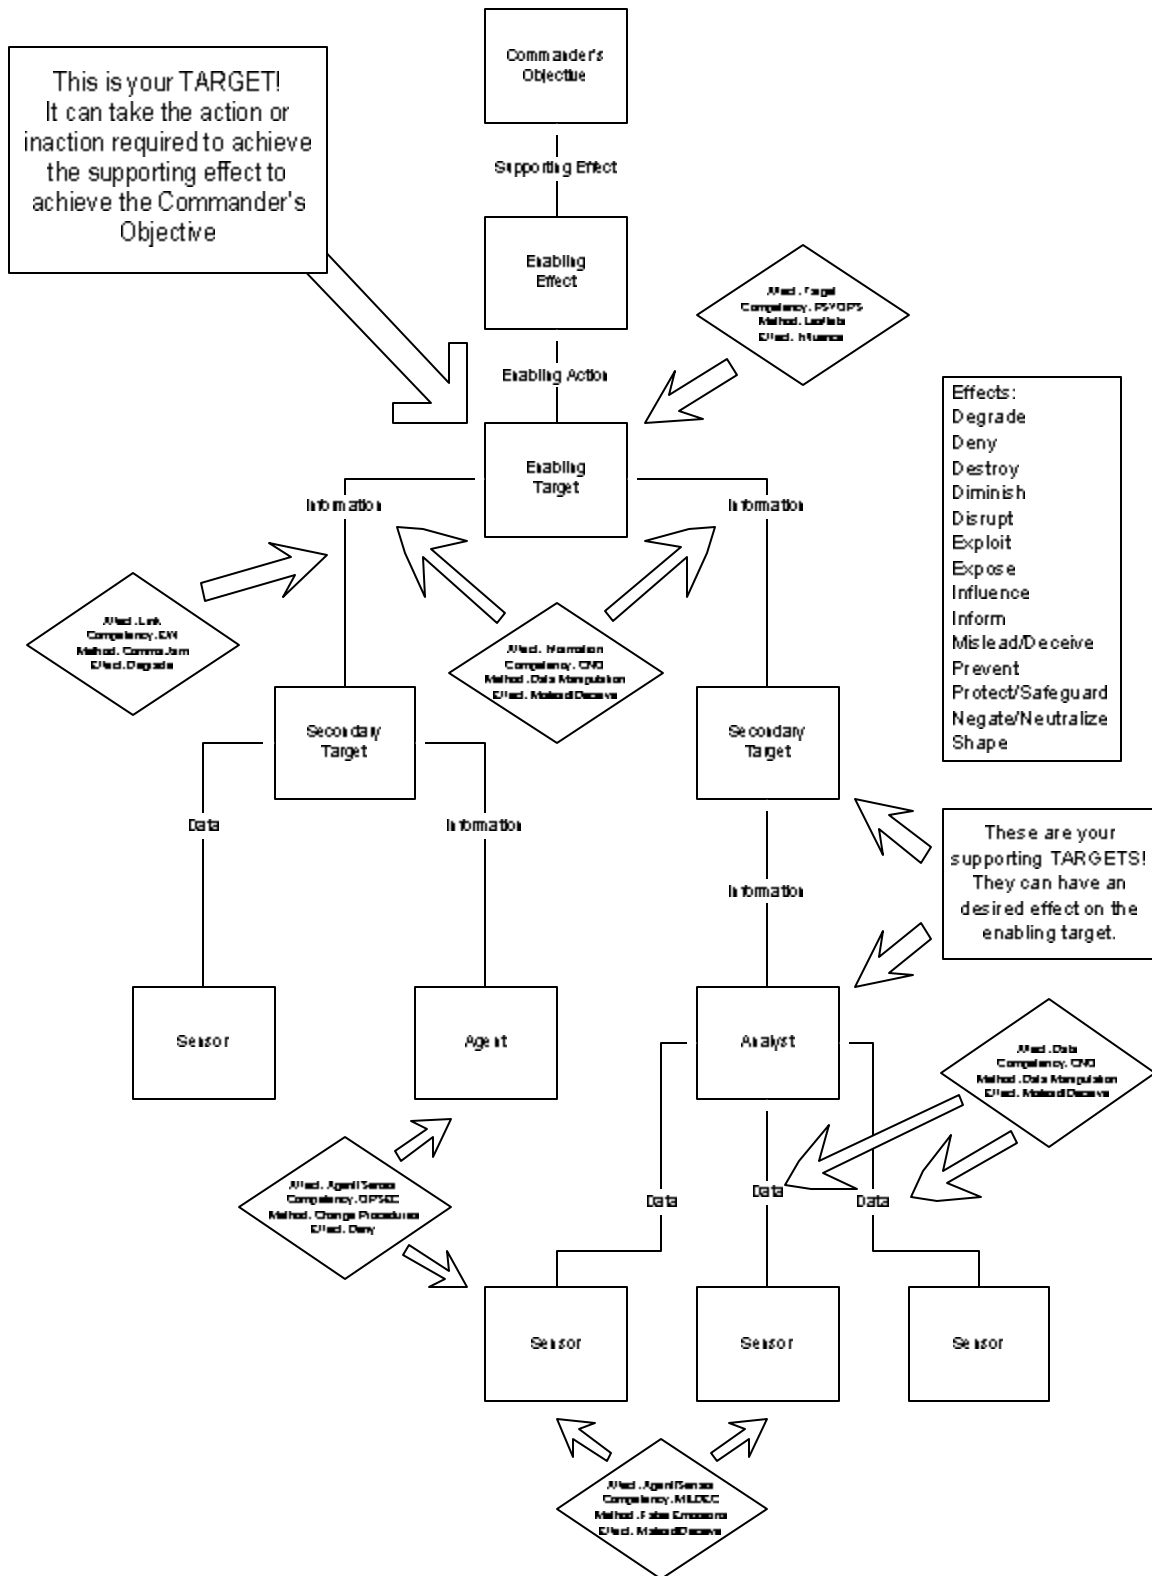 Commander's
Objective
This is your TARGET!
It can take the action or
inaction required to achieve
the supporting effect to
achieve the Commander's
Objective
Supporting Effect
Enabling
Effect
Affect: Target
Competency: PSYOPS
Method: Leaflets
Effect: Influence
Enabling Action
Effects:
Degrade
Deny
Destroy
Diminish
Disrupt
Exploit
Expose
Influence
Inform
Mislead/Deceive
Prevent
Protect/Safeguard
Negate/Neutralize
Shape
Enabling
Target
Information
Information
Affect: Link
Competency: EW
Method: Comms Jam
Effect: Degrade
Affect: Information
Competency: CNO
Method: Data Manipulation
Effect: Mislead/Deceive
Secondary
Target
Secondary
Target
Data
Information
These are your
supporting TARGETS!
They can have an
desired effect on the
enabling target.
Information
Sensor
Agent
Analyst
Affect: Data
Competency: CNO
Method: Data Manipulation
Effect: Mislead/Deceive
Affect: Agent/Sensor
Competency: OPSEC
Method: Change Procedures
Effect: Deny
Data
Data
Data
Sensor
Sensor
Sensor
Affect: Agent/Sensor
Competency: MILDEC
Method: False Emissions
Effect: Mislead/Deceive